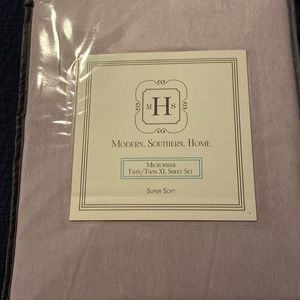 H
M S
MODERN. SOUTHERN. HOME.
MICROFIBER
TWIN/TWIN XL SHEET SET
SUPER SOFT